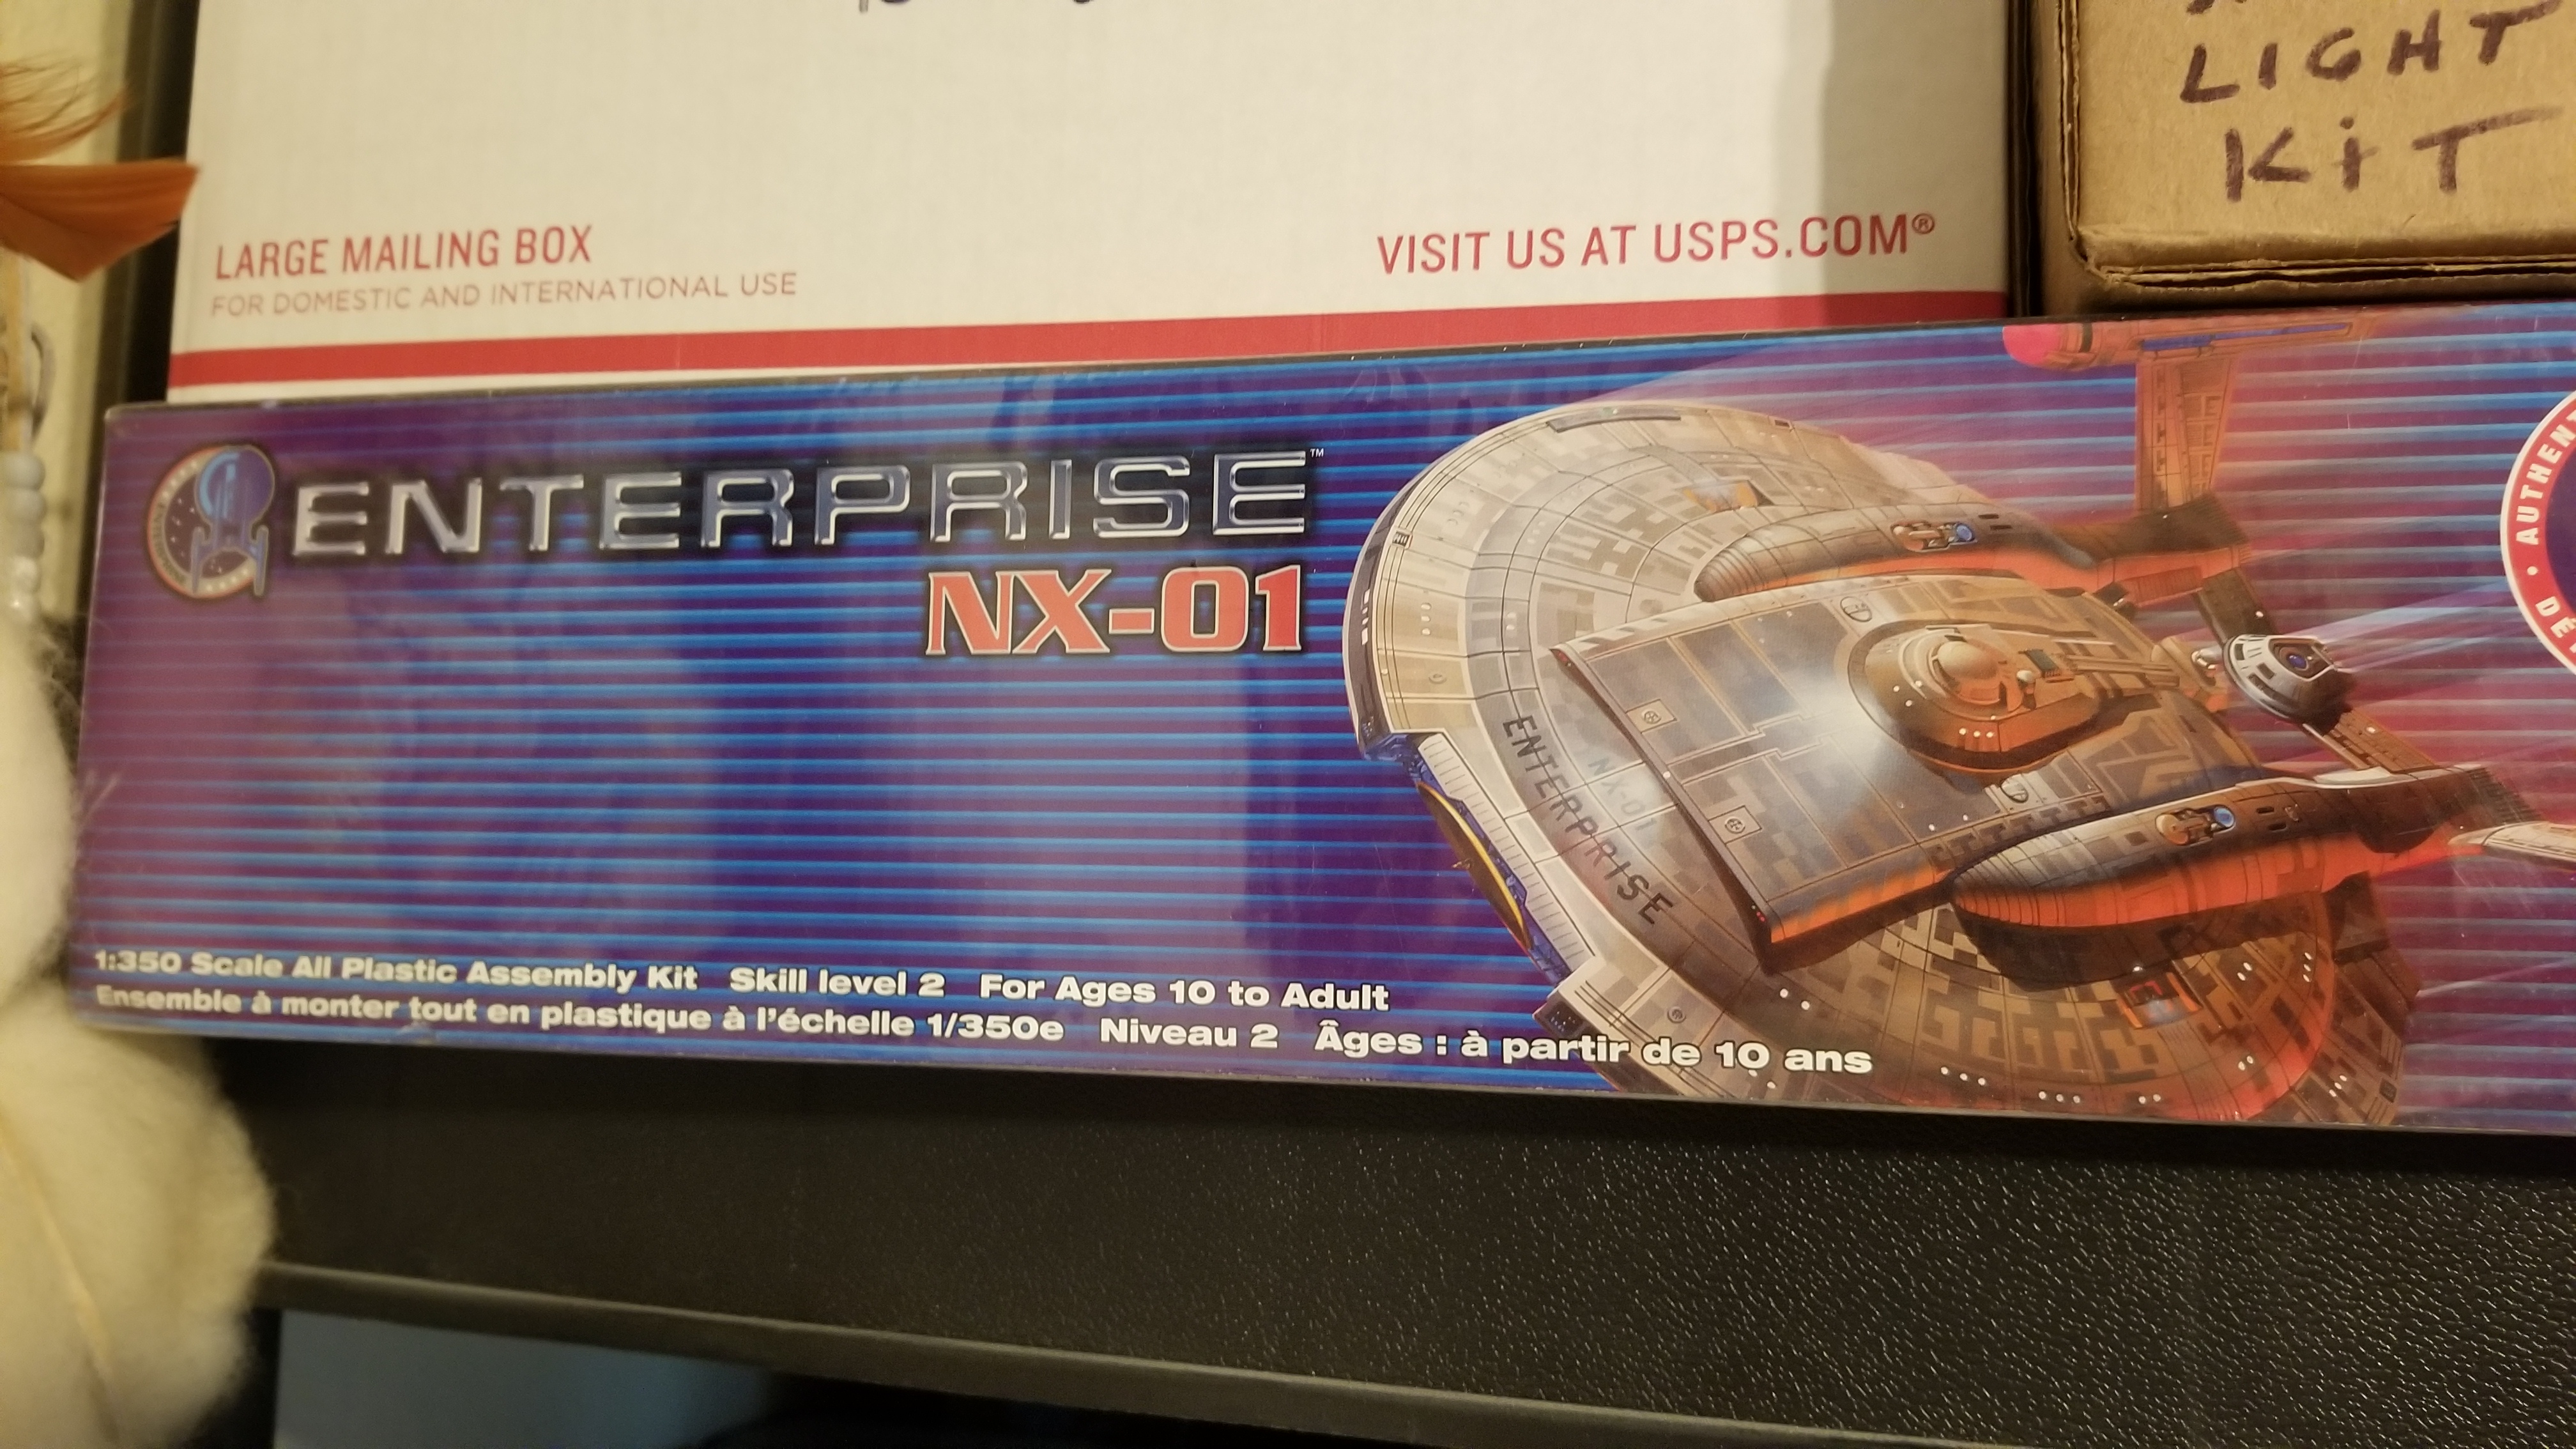 LIGHT
KiT
LARGE MAILING BOX
FOR DOMESTIC AND INTERNATIONAL USE
VISIT US AT USPS.COM®
ENTERPRISE™
NX-01
NX-01
ENTERPRISE
1:350 Scale All Plastic Assembly Kit Skill level 2 For Ages 10 to Adult
Ensemble à monter tout en plastique à l'échelle 1/350e Niveau 2 Âges : à partir de 10 ans